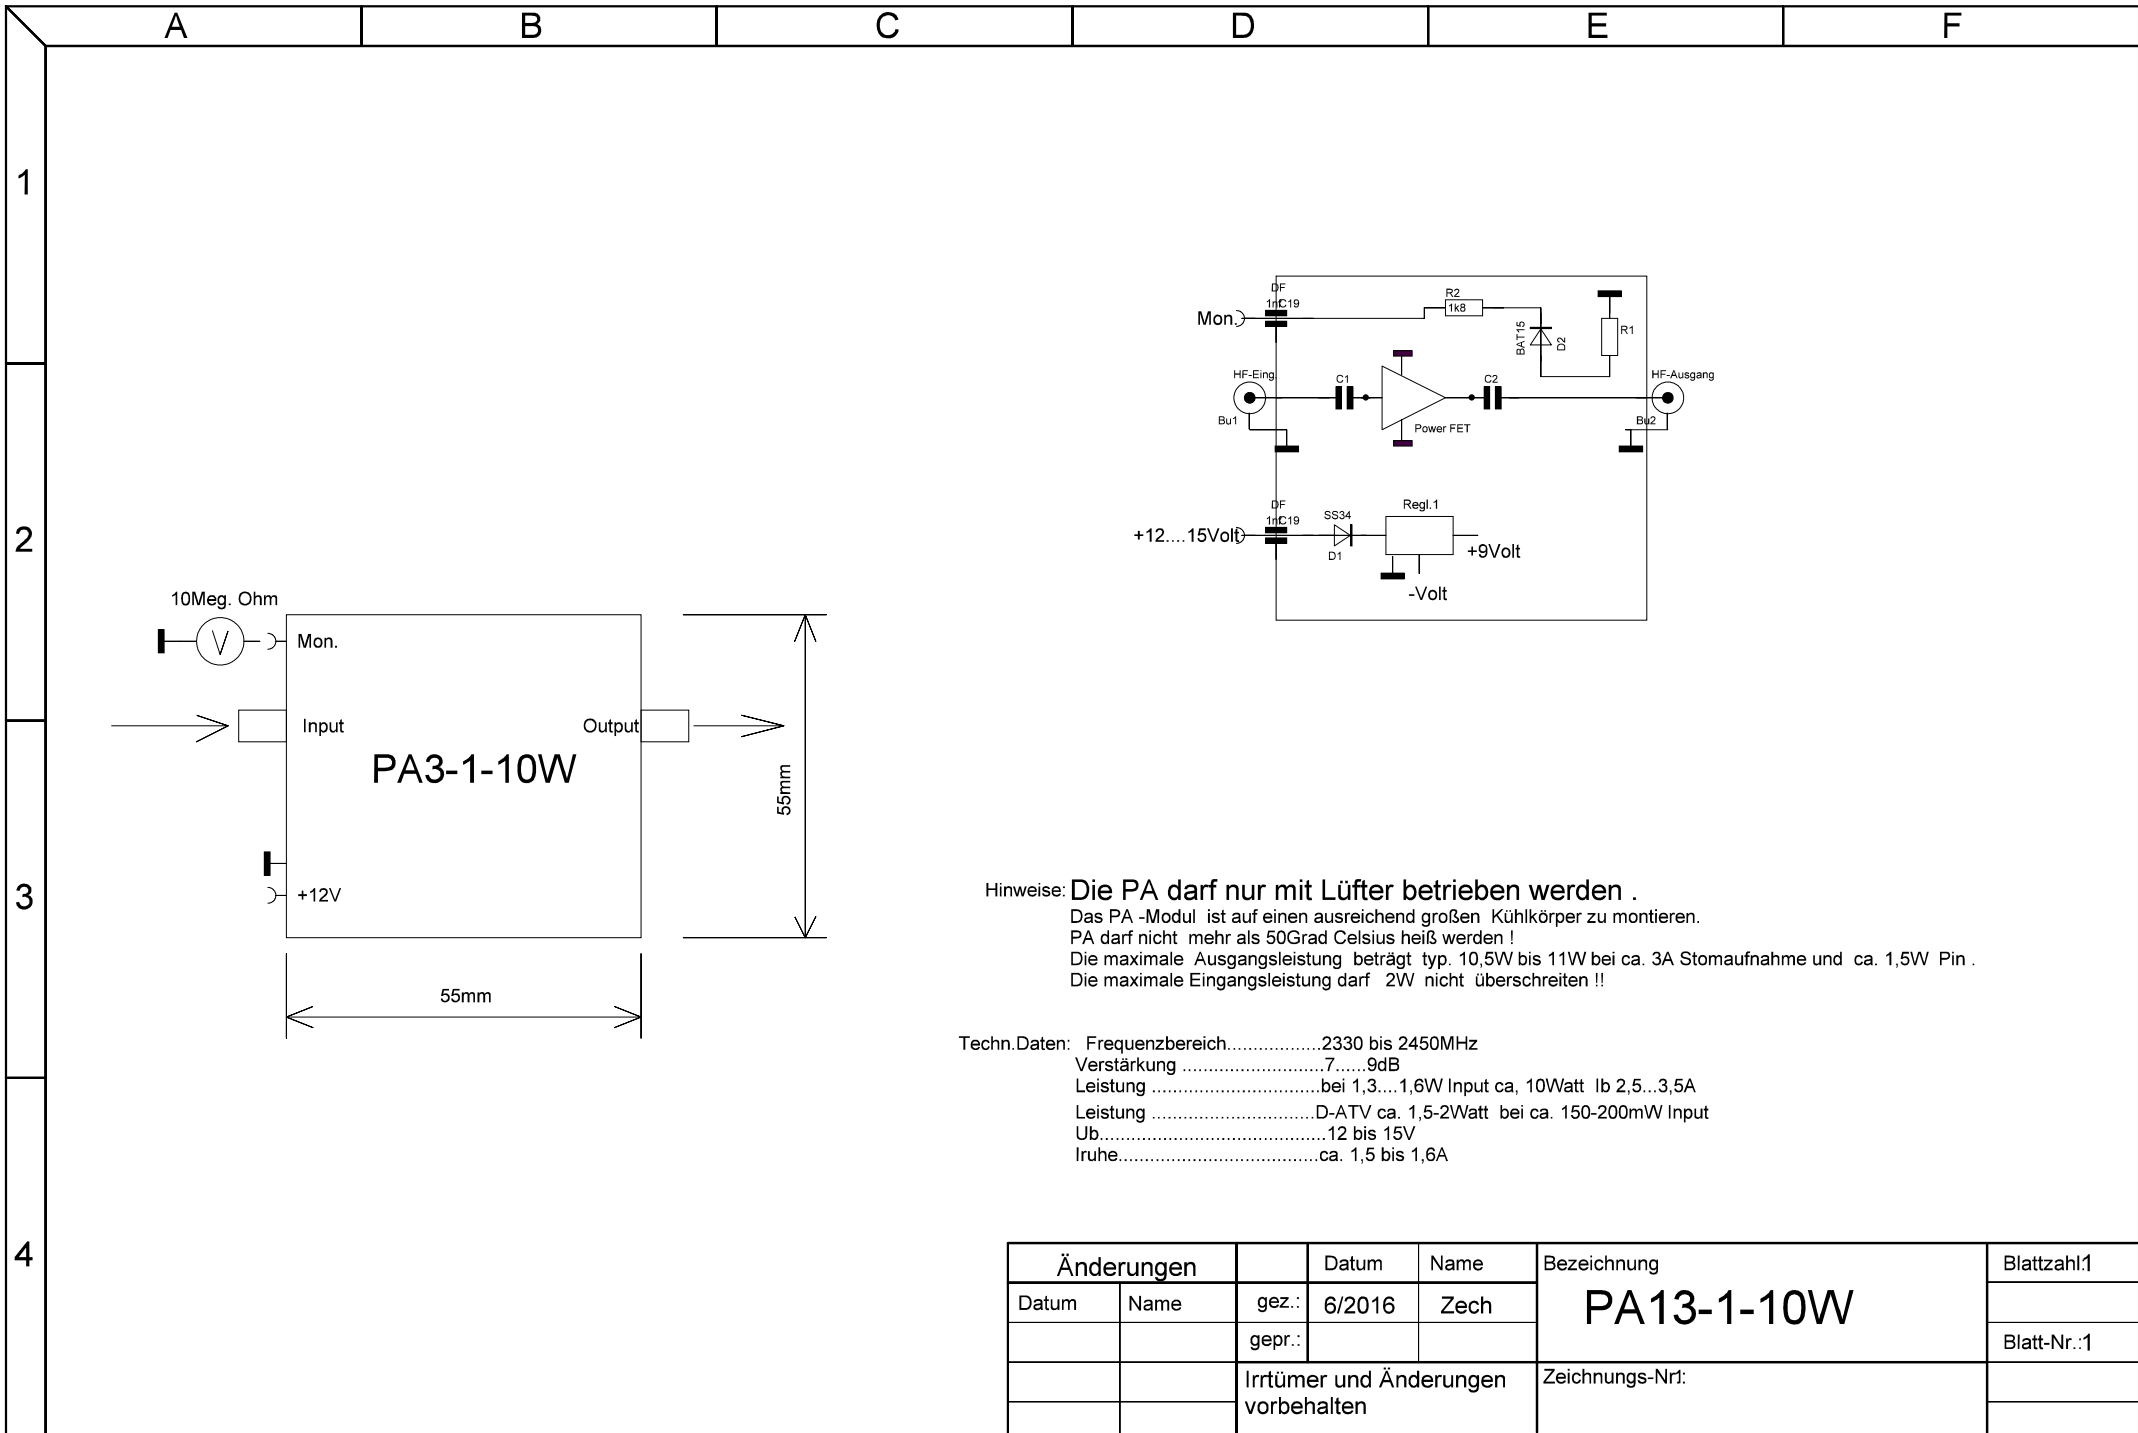 A B C D E F
1
2
3
4
DF
1nf C19
Mon.
R2
1k8
BAT15
D2
R1
HF-Eing.
Bu1
C1
C2
Power FET
HF-Ausgang
Bu2
DF
1nf C19
+12....15Volt
SS34
D1
Regl.1
+9Volt
-Volt
10Meg. Ohm
V
Mon.
Input
Output
PA3-1-10W
+12V
55mm
55mm
Hinweise: Die PA darf nur mit Lüfter betrieben werden .
Das PA -Modul ist auf einen ausreichend großen Kühlkörper zu montieren.
PA darf nicht mehr als 50Grad Celsius heiß werden !
Die maximale Ausgangsleistung beträgt typ. 10,5W bis 11W bei ca. 3A Stomaufnahme und ca. 1,5W Pin .
Die maximale Eingangsleistung darf 2W nicht überschreiten !!
Techn.Daten: Frequenzbereich..................2330 bis 2450MHz
Verstärkung ...........................7......9dB
Leistung ................................bei 1,3....1,6W Input ca, 10Watt Ib 2,5...3,5A
Leistung ...............................D-ATV ca. 1,5-2Watt bei ca. 150-200mW Input
Ub...........................................12 bis 15V
Iruhe......................................ca. 1,5 bis 1,6A
Änderungen
Datum Name
Datum Name
gez.: 6/2016 Zech
gepr.:
Irrtümer und Änderungen
vorbehalten
Bezeichnung
PA13-1-10W
Zeichnungs-Nr1:
Blattzahl:1
Blatt-Nr.:1